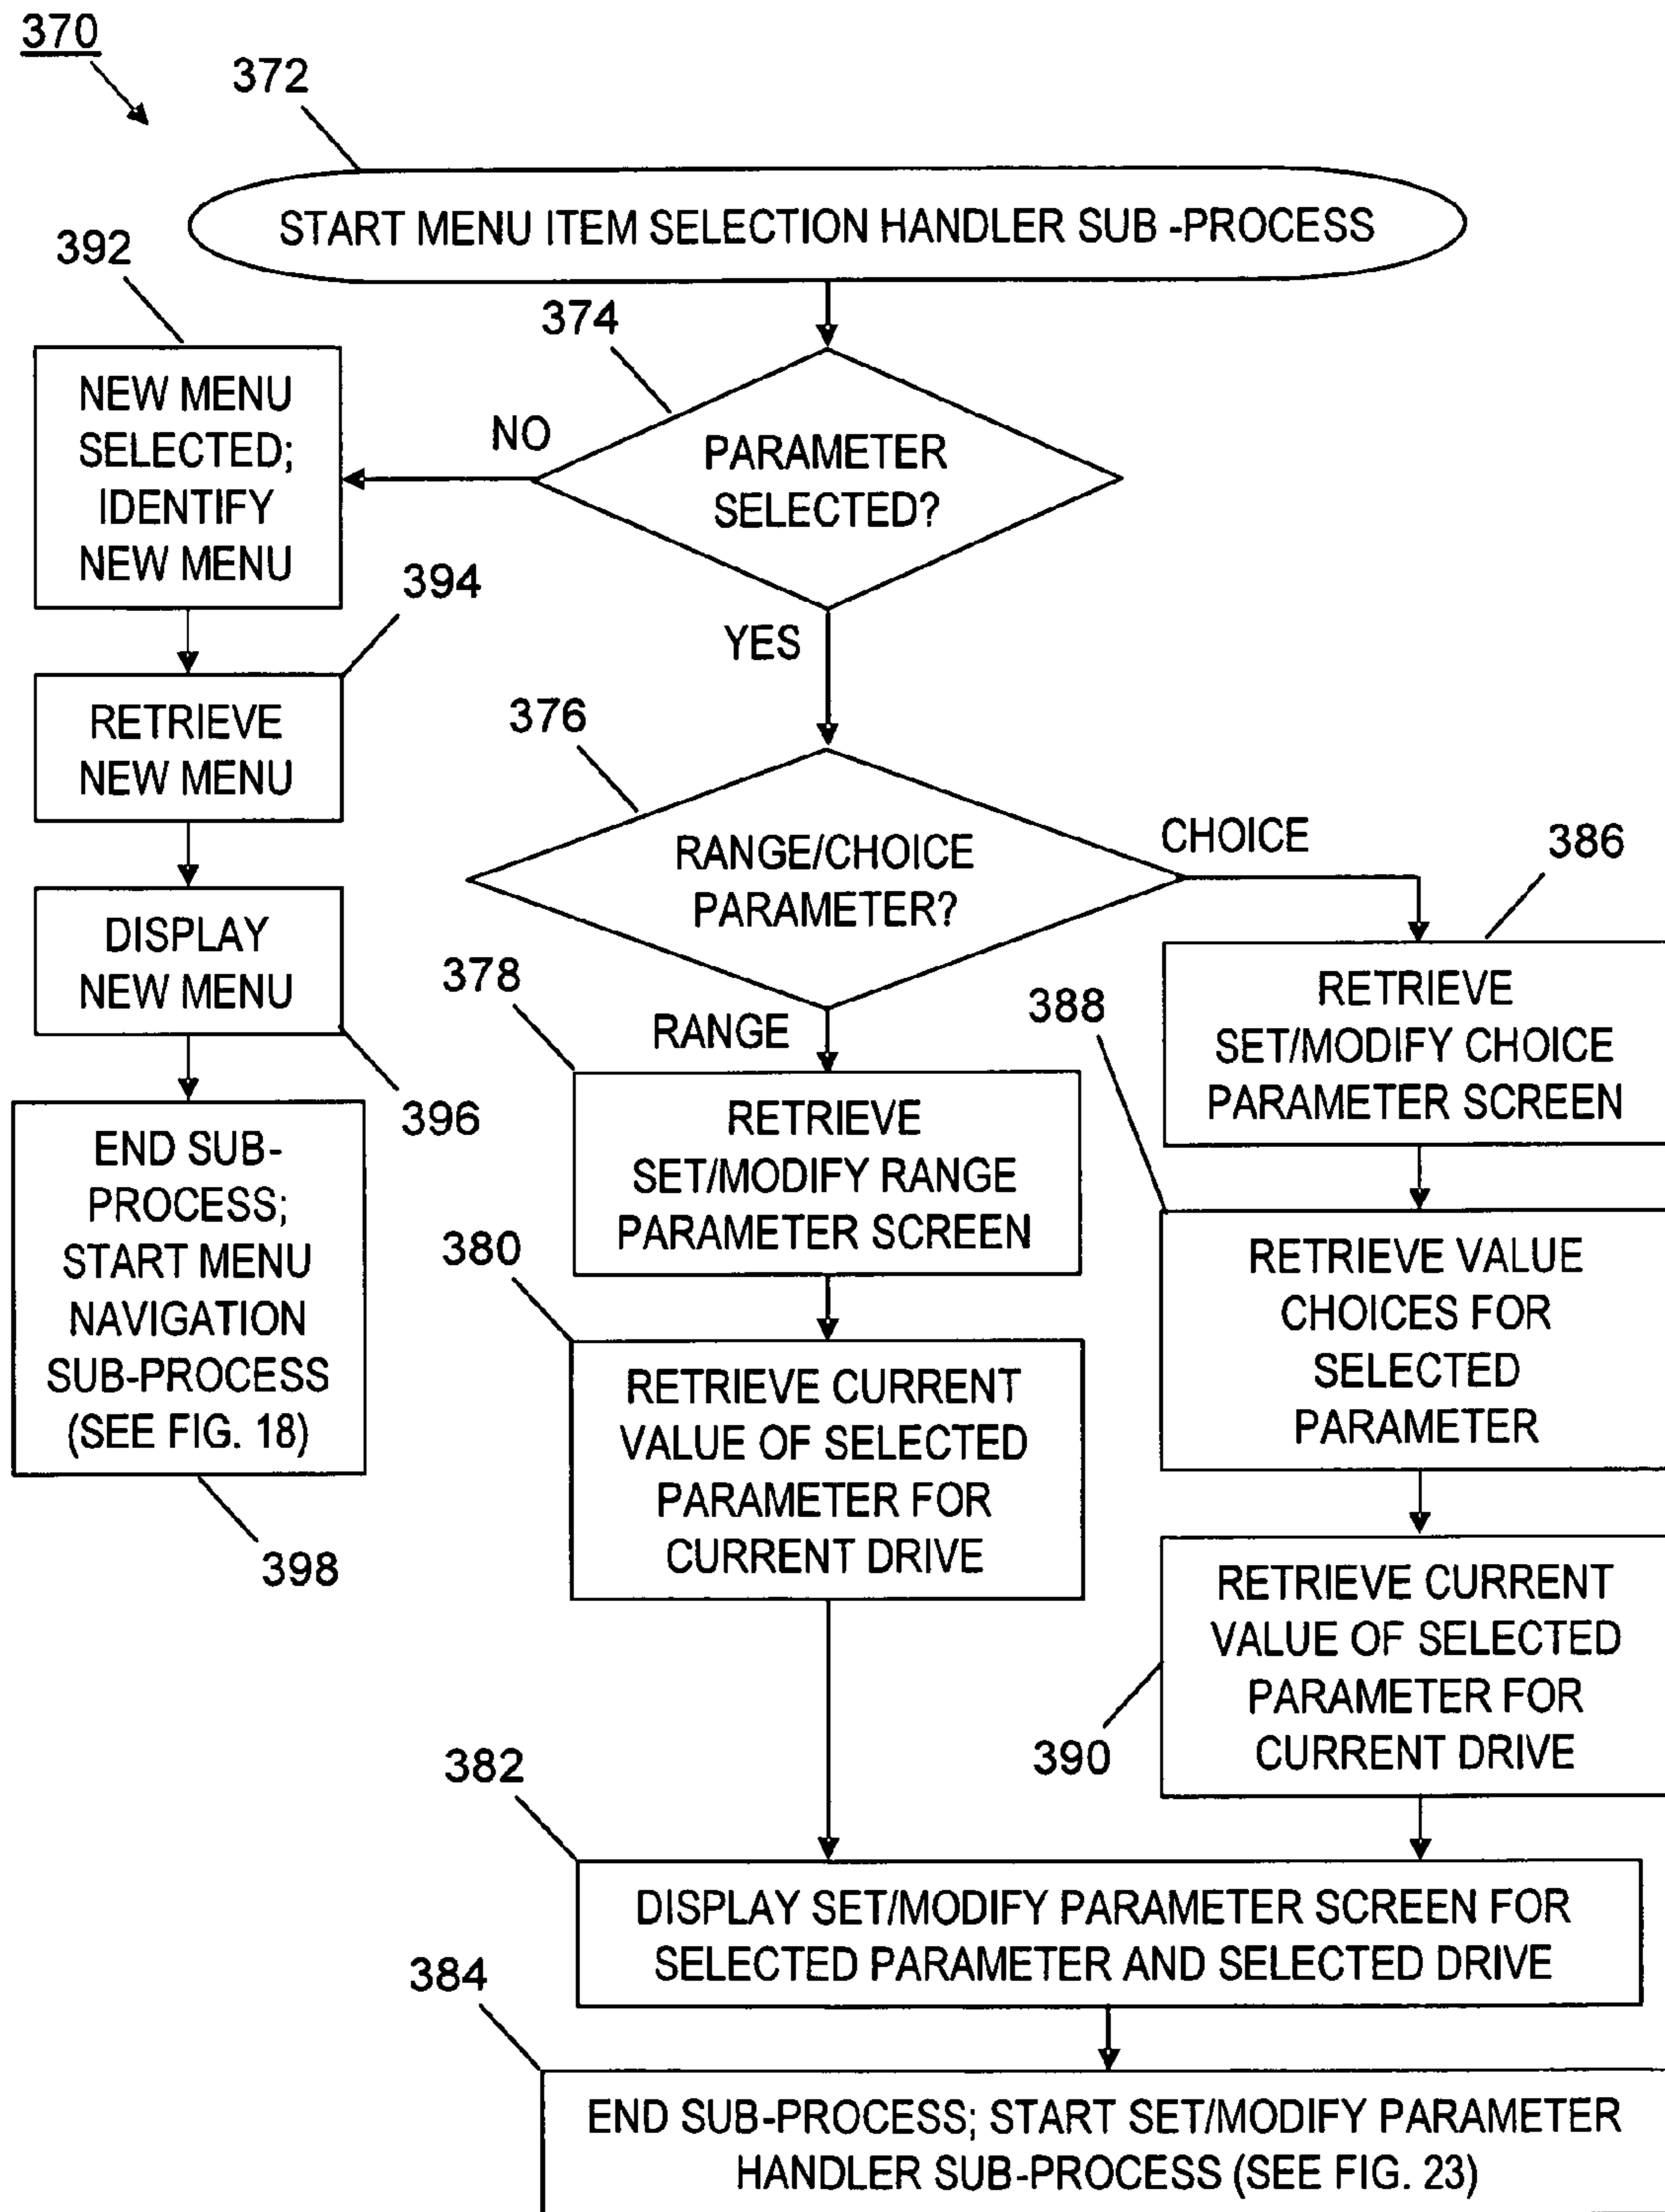 370
372
START MENU ITEM SELECTION HANDLER SUB -PROCESS
392
374
NEW MENU
SELECTED;
IDENTIFY
NEW MENU
NO
PARAMETER
SELECTED?
394
YES
RETRIEVE
NEW MENU
376
RANGE/CHOICE
PARAMETER?
CHOICE
386
DISPLAY
NEW MENU
396
378
RANGE
388
RETRIEVE
SET/MODIFY CHOICE
PARAMETER SCREEN
END SUB-
PROCESS;
START MENU
NAVIGATION
SUB-PROCESS
(SEE FIG. 18)
398
RETRIEVE
SET/MODIFY RANGE
PARAMETER SCREEN
380
RETRIEVE VALUE
CHOICES FOR
SELECTED
PARAMETER
RETRIEVE CURRENT
VALUE OF SELECTED
PARAMETER FOR
CURRENT DRIVE
RETRIEVE CURRENT
VALUE OF SELECTED
PARAMETER FOR
CURRENT DRIVE
390
382
DISPLAY SET/MODIFY PARAMETER SCREEN FOR
SELECTED PARAMETER AND SELECTED DRIVE
384
END SUB-PROCESS; START SET/MODIFY PARAMETER
HANDLER SUB-PROCESS (SEE FIG. 23)